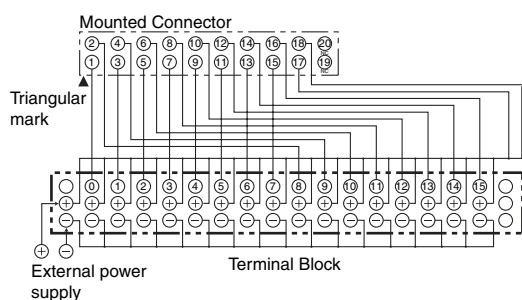 Mounted Connector
2 4 6 8 10 12 14 16 18 20
NC
1 3 5 7 9 11 13 15 17 19
NC
Triangular
mark
0 1 2 3 4 5 6 7 8 9 10 11 12 13 14 15
+ + + + + + + + + + + + + + + + +
− − − − − − − − − − − − − − − − −
+ −
External power
supply
Terminal Block